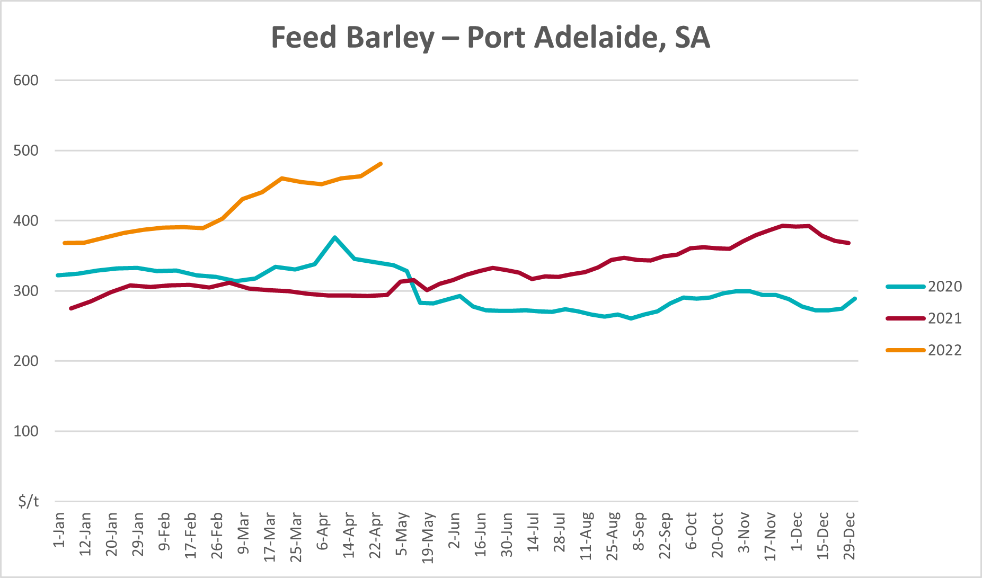 Feed Barley – Port Adelaide, SA
600
500
400
300
200
100
$/t
2020
2021
2022
1-Jan
12-Jan
20-Jan
29-Jan
9-Feb
17-Feb
26-Feb
9-Mar
17-Mar
25-Mar
6-Apr
14-Apr
22-Apr
5-May
19-May
2-Jun
16-Jun
30-Jun
14-Jul
28-Jul
11-Aug
25-Aug
8-Sep
22-Sep
6-Oct
20-Oct
3-Nov
17-Nov
1-Dec
15-Dec
29-Dec